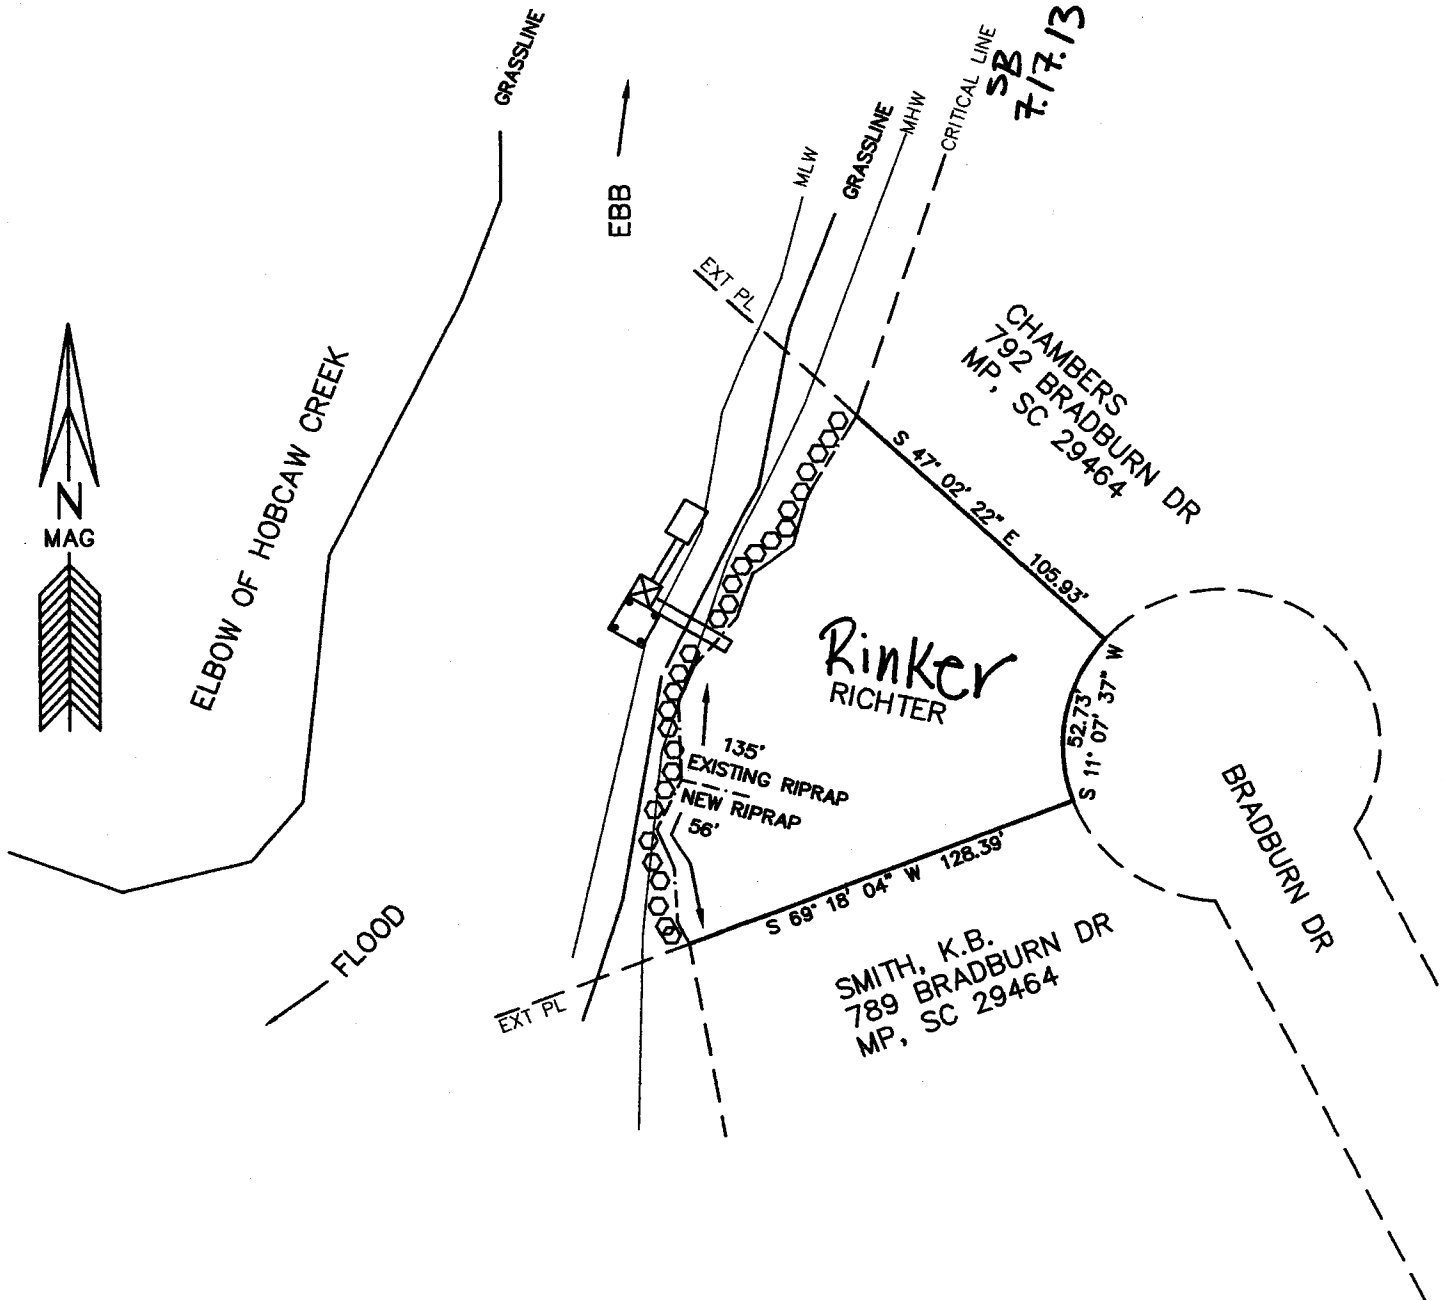 GRASSLINE
EBB
MLW
GRASSLINE
MHW
CRITICAL LINE
SB
7.17.13
EXT PL
CHAMBERS
792 BRADBURN DR
MP, SC 29464
N
MAG
ELBOW OF HOBCAW CREEK
S 47° 02' 22" E 105.93'
Rinker
RICHTER
52.73'
S 11° 07' 37" W
135'
EXISTING RIPRAP
NEW RIPRAP
56'
BRADBURN DR
S 69° 18' 04" W 128.39'
FLOOD
EXT PL
SMITH, K.B.
789 BRADBURN DR
MP, SC 29464